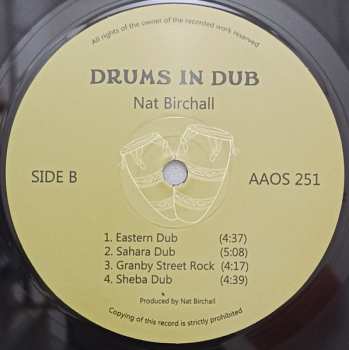 All rights of the owner of the recorded work reserved
DRUMS IN DUB
Nat Birchall
SIDE B AAOS 251
1. Eastern Dub (4:37)
2. Sahara Dub (5:08)
3. Granby Street Rock (4:17)
4. Sheba Dub (4:39)
Produced by Nat Birchall
Copying of this record is strictly prohibited